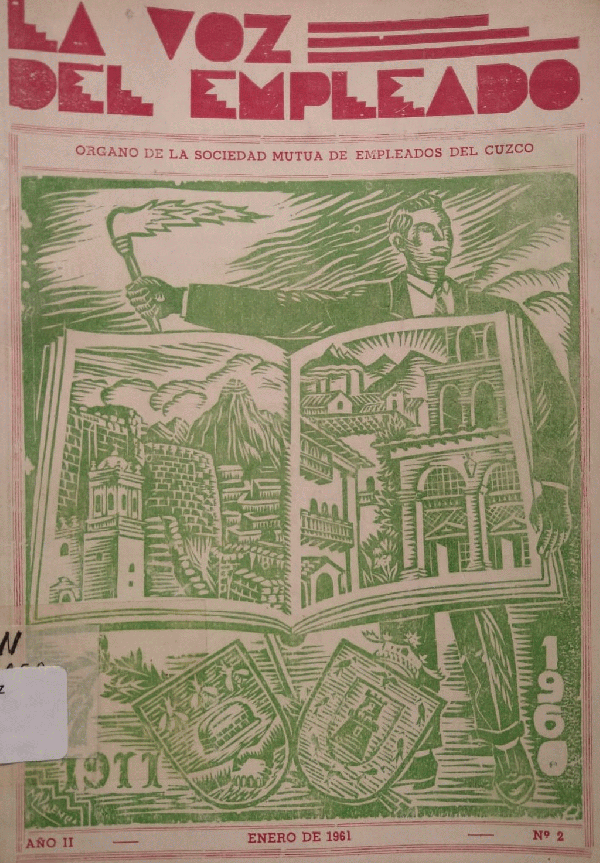 LA VOZ
DEL EMPLEADO
ORGANO DE LA SOCIEDAD MUTUA DE EMPLEADOS DEL CUZCO
N
z
1911
1960
AÑO II — ENERO DE 1961 — Nº 2